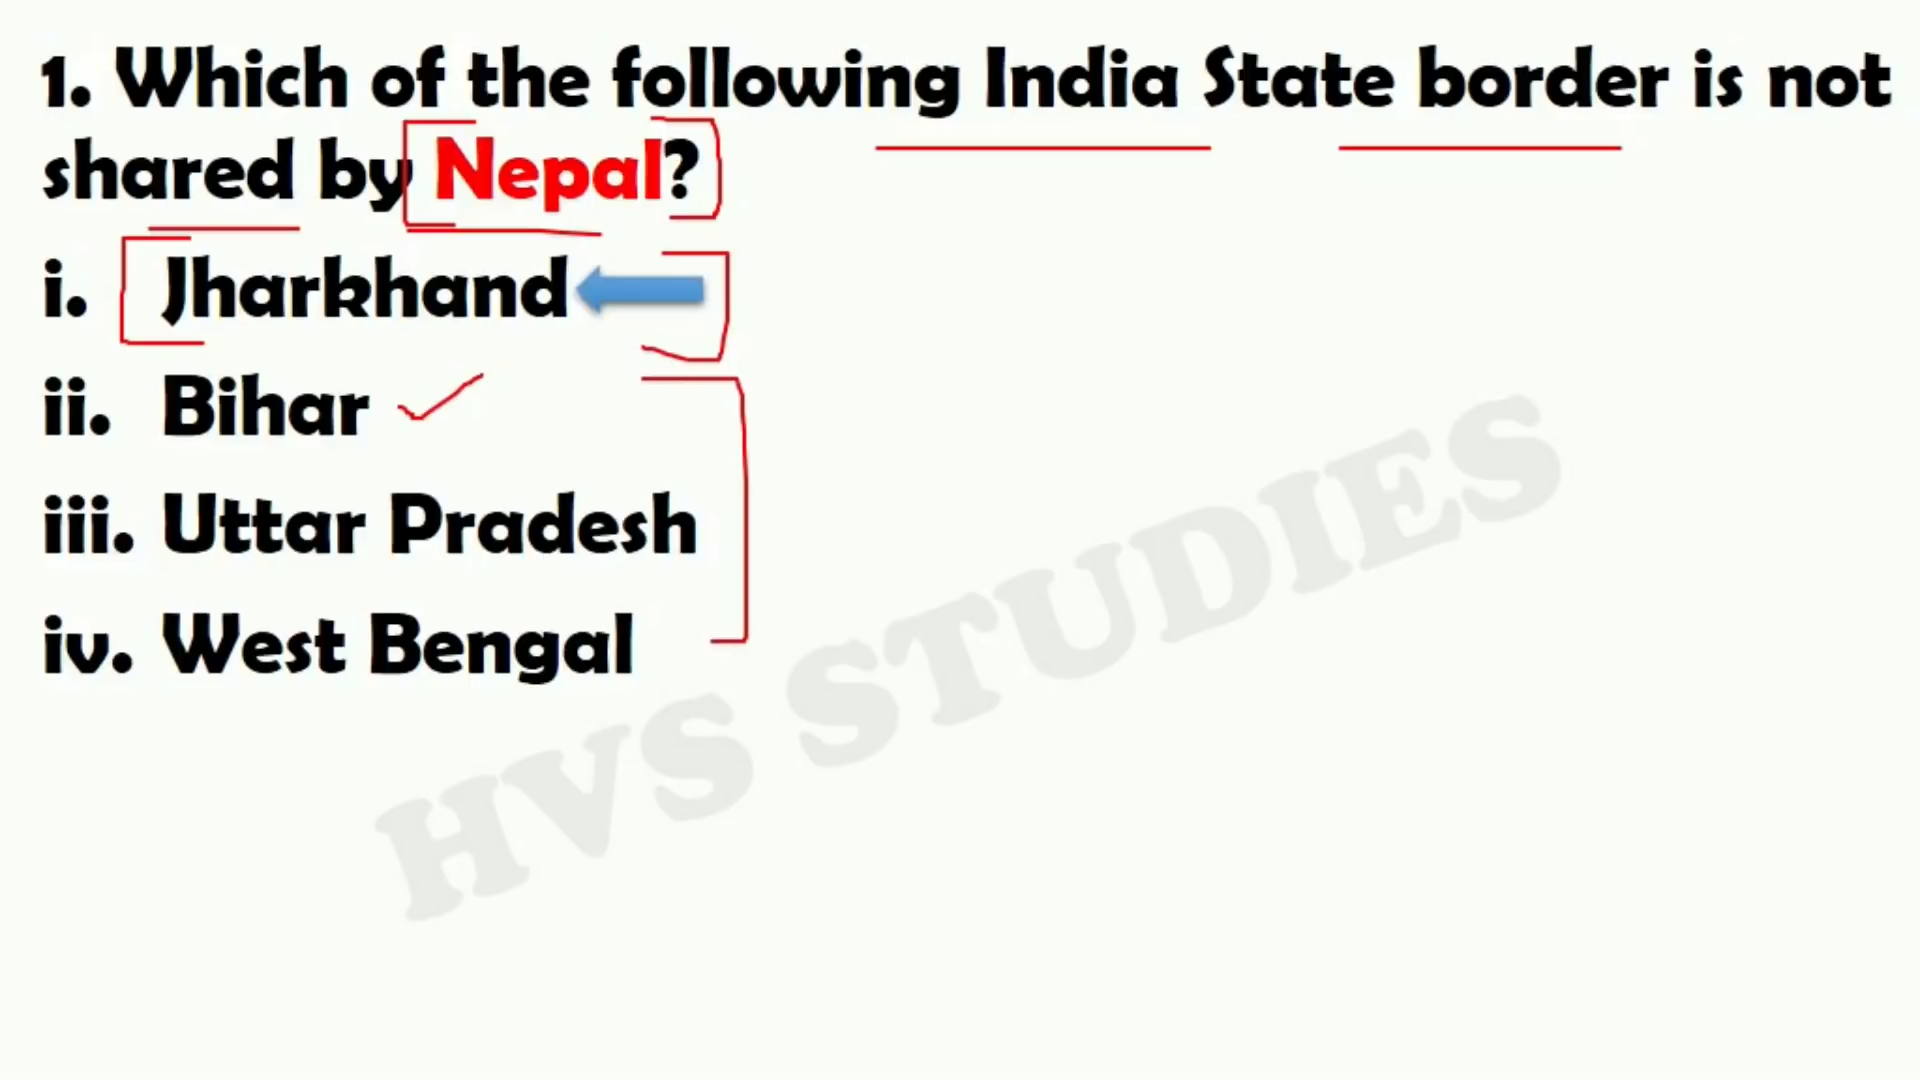 1. Which of the following India State border is not
shared by Nepal?
i. Jharkhand
ii. Bihar
iii. Uttar Pradesh
iv. West Bengal
HVS STUDIES